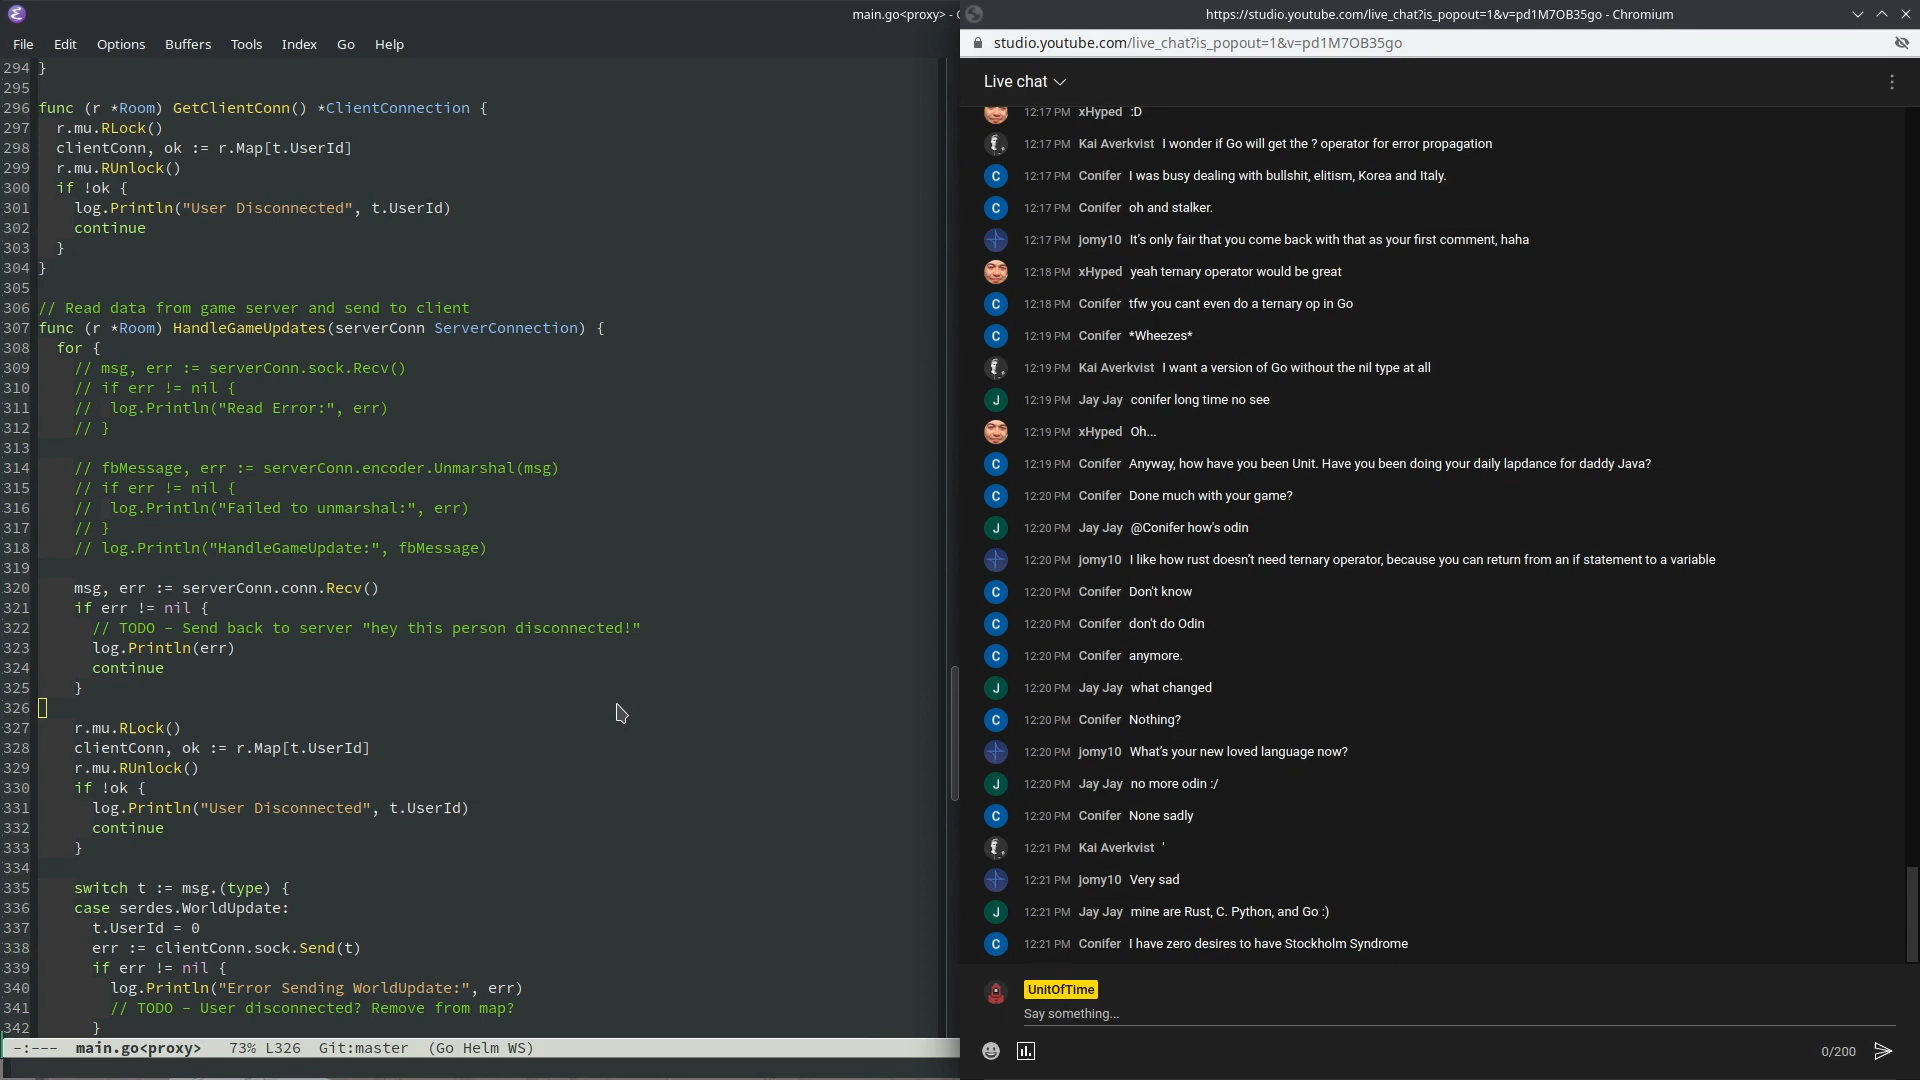 main.go<proxy> - 
File Edit Options Buffers Tools Index Go Help
294 }
295
296 func (r *Room) GetClientConn() *ClientConnection {
297 r.mu.RLock()
298 clientConn, ok := r.Map[t.UserId]
299 r.mu.RUnlock()
300 if !ok {
301 log.Println("User Disconnected", t.UserId)
302 continue
303 }
304 }
305
306 // Read data from game server and send to client
307 func (r *Room) HandleGameUpdates(serverConn ServerConnection) {
308 for {
309 // msg, err := serverConn.sock.Recv()
310 // if err != nil {
311 // log.Println("Read Error:", err)
312 // }
313
314 // fbMessage, err := serverConn.encoder.Unmarshal(msg)
315 // if err != nil {
316 // log.Println("Failed to unmarshal:", err)
317 // }
318 // log.Println("HandleGameUpdate:", fbMessage)
319
320 msg, err := serverConn.conn.Recv()
321 if err != nil {
322 // TODO - Send back to server "hey this person disconnected!"
323 log.Println(err)
324 continue
325 }
326
327 r.mu.RLock()
328 clientConn, ok := r.Map[t.UserId]
329 r.mu.RUnlock()
330 if !ok {
331 log.Println("User Disconnected", t.UserId)
332 continue
333 }
334
335 switch t := msg.(type) {
336 case serdes.WorldUpdate:
337 t.UserId = 0
338 err := clientConn.sock.Send(t)
339 if err != nil {
340 log.Println("Error Sending WorldUpdate:", err)
341 // TODO - User disconnected? Remove from map?
342 }
-:--- main.go<proxy> 73% L326 Git:master (Go Helm WS)
https://studio.youtube.com/live_chat?is_popout=1&v=pd1M7OB35go - Chromium
studio.youtube.com/live_chat?is_popout=1&v=pd1M7OB35go
Live chat
12:17 PM xHyped :D
12:17 PM Kai Averkvist I wonder if Go will get the ? operator for error propagation
C 12:17 PM Conifer I was busy dealing with bullshit, elitism, Korea and Italy.
C 12:17 PM Conifer oh and stalker.
12:17 PM jomy10 It's only fair that you come back with that as your first comment, haha
12:18 PM xHyped yeah ternary operator would be great
C 12:18 PM Conifer tfw you cant even do a ternary op in Go
C 12:19 PM Conifer *Wheezes*
12:19 PM Kai Averkvist I want a version of Go without the nil type at all
J 12:19 PM Jay Jay conifer long time no see
12:19 PM xHyped Oh...
C 12:19 PM Conifer Anyway, how have you been Unit. Have you been doing your daily lapdance for daddy Java?
C 12:20 PM Conifer Done much with your game?
J 12:20 PM Jay Jay @Conifer how's odin
12:20 PM jomy10 I like how rust doesn't need ternary operator, because you can return from an if statement to a variable
C 12:20 PM Conifer Don't know
C 12:20 PM Conifer don't do Odin
C 12:20 PM Conifer anymore.
J 12:20 PM Jay Jay what changed
C 12:20 PM Conifer Nothing?
12:20 PM jomy10 What's your new loved language now?
J 12:20 PM Jay Jay no more odin :/
C 12:20 PM Conifer None sadly
12:21 PM Kai Averkvist '
12:21 PM jomy10 Very sad
J 12:21 PM Jay Jay mine are Rust, C. Python, and Go :)
C 12:21 PM Conifer I have zero desires to have Stockholm Syndrome
UnitOfTime
Say something...
0/200